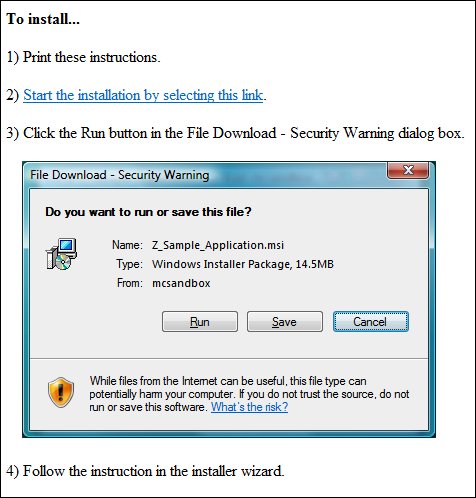 To install...
1) Print these instructions.
2) Start the installation by selecting this link.
3) Click the Run button in the File Download - Security Warning dialog box.
File Download - Security Warning
Do you want to run or save this file?
Name: Z_Sample_Application.msi
Type: Windows Installer Package, 14.5MB
From: mcsandbox
Run Save Cancel
While files from the Internet can be useful, this file type can
potentially harm your computer. If you do not trust the source, do not
run or save this software. What's the risk?
4) Follow the instruction in the installer wizard.